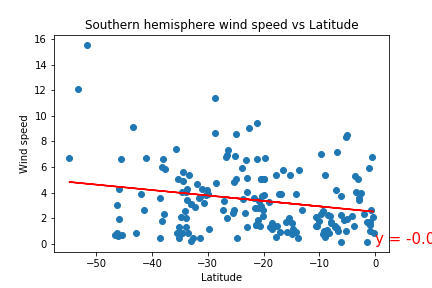 Southern hemisphere wind speed vs Latitude
16
14
12
10
8
6
4
2
0
Wind speed
y = -0.0
−50 −40 −30 −20 −10 0
Latitude